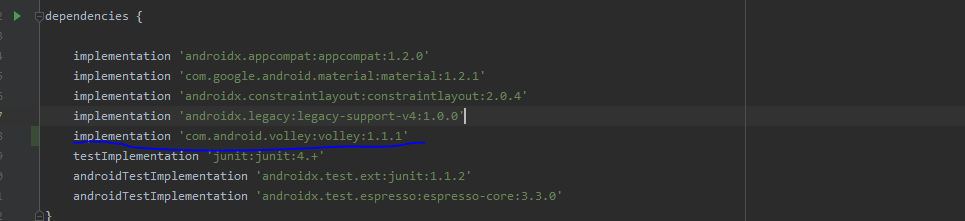 dependencies {
implementation 'androidx.appcompat:appcompat:1.2.0'
implementation 'com.google.android.material:material:1.2.1'
implementation 'androidx.constraintlayout:constraintlayout:2.0.4'
implementation 'androidx.legacy:legacy-support-v4:1.0.0'
implementation 'com.android.volley:volley:1.1.1'
testImplementation 'junit:junit:4.+'
androidTestImplementation 'androidx.test.ext:junit:1.1.2'
androidTestImplementation 'androidx.test.espresso:espresso-core:3.3.0'
}